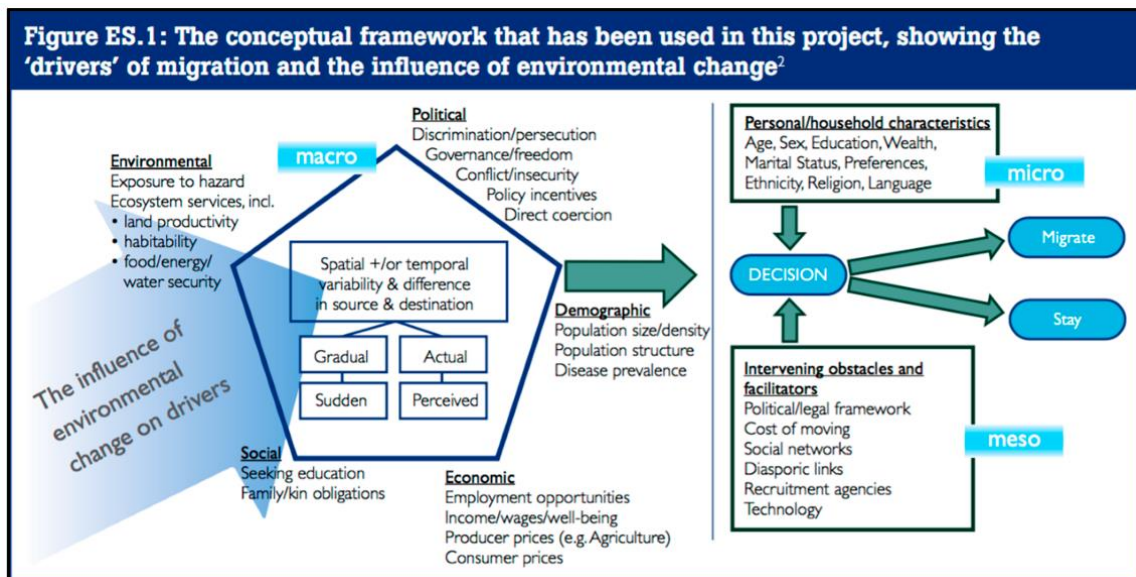 Figure ES.1: The conceptual framework that has been used in this project, showing the
‘drivers’ of migration and the influence of environmental change2
Political
Discrimination/persecution
Governance/freedom
Conflict/insecurity
Policy incentives
Direct coercion
macro
Environmental
Exposure to hazard
Ecosystem services, incl.
• land productivity
• habitability
• food/energy/
water security
The influence of
environmental
change on drivers
Spatial +/or temporal
variability & difference
in source & destination
Gradual
Actual
Sudden
Perceived
Demographic
Population size/density
Population structure
Disease prevalence
Social
Seeking education
Family/kin obligations
Economic
Employment opportunities
Income/wages/well-being
Producer prices (e.g. Agriculture)
Consumer prices
Personal/household characteristics
Age, Sex, Education, Wealth,
Marital Status, Preferences,
Ethnicity, Religion, Language
micro
DECISION
Migrate
Stay
Intervening obstacles and
facilitators
Political/legal framework
Cost of moving
Social networks
Diasporic links
Recruitment agencies
Technology
meso